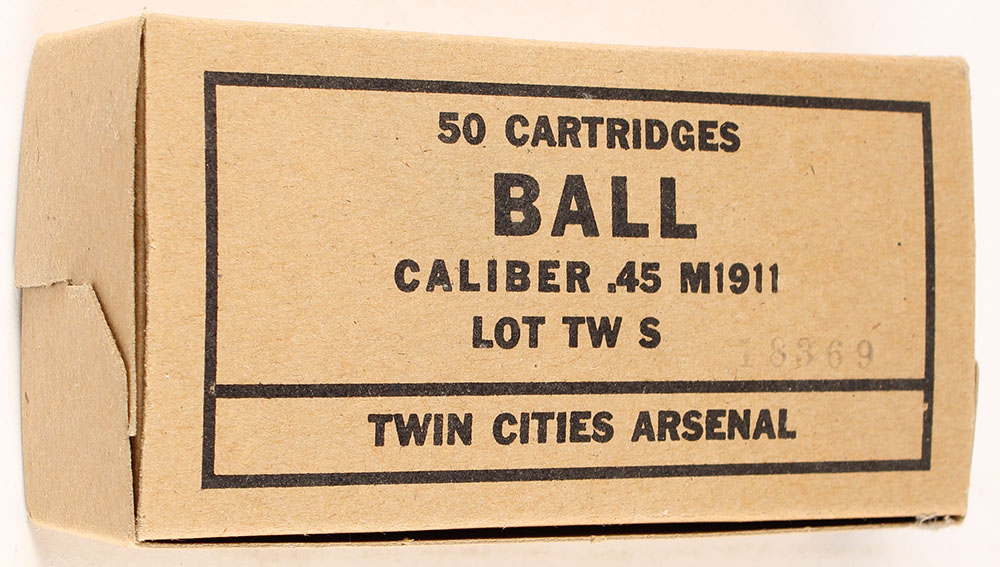 50 CARTRIDGES
BALL
CALIBER .45 M1911
LOT TW S 18369
TWIN CITIES ARSENAL